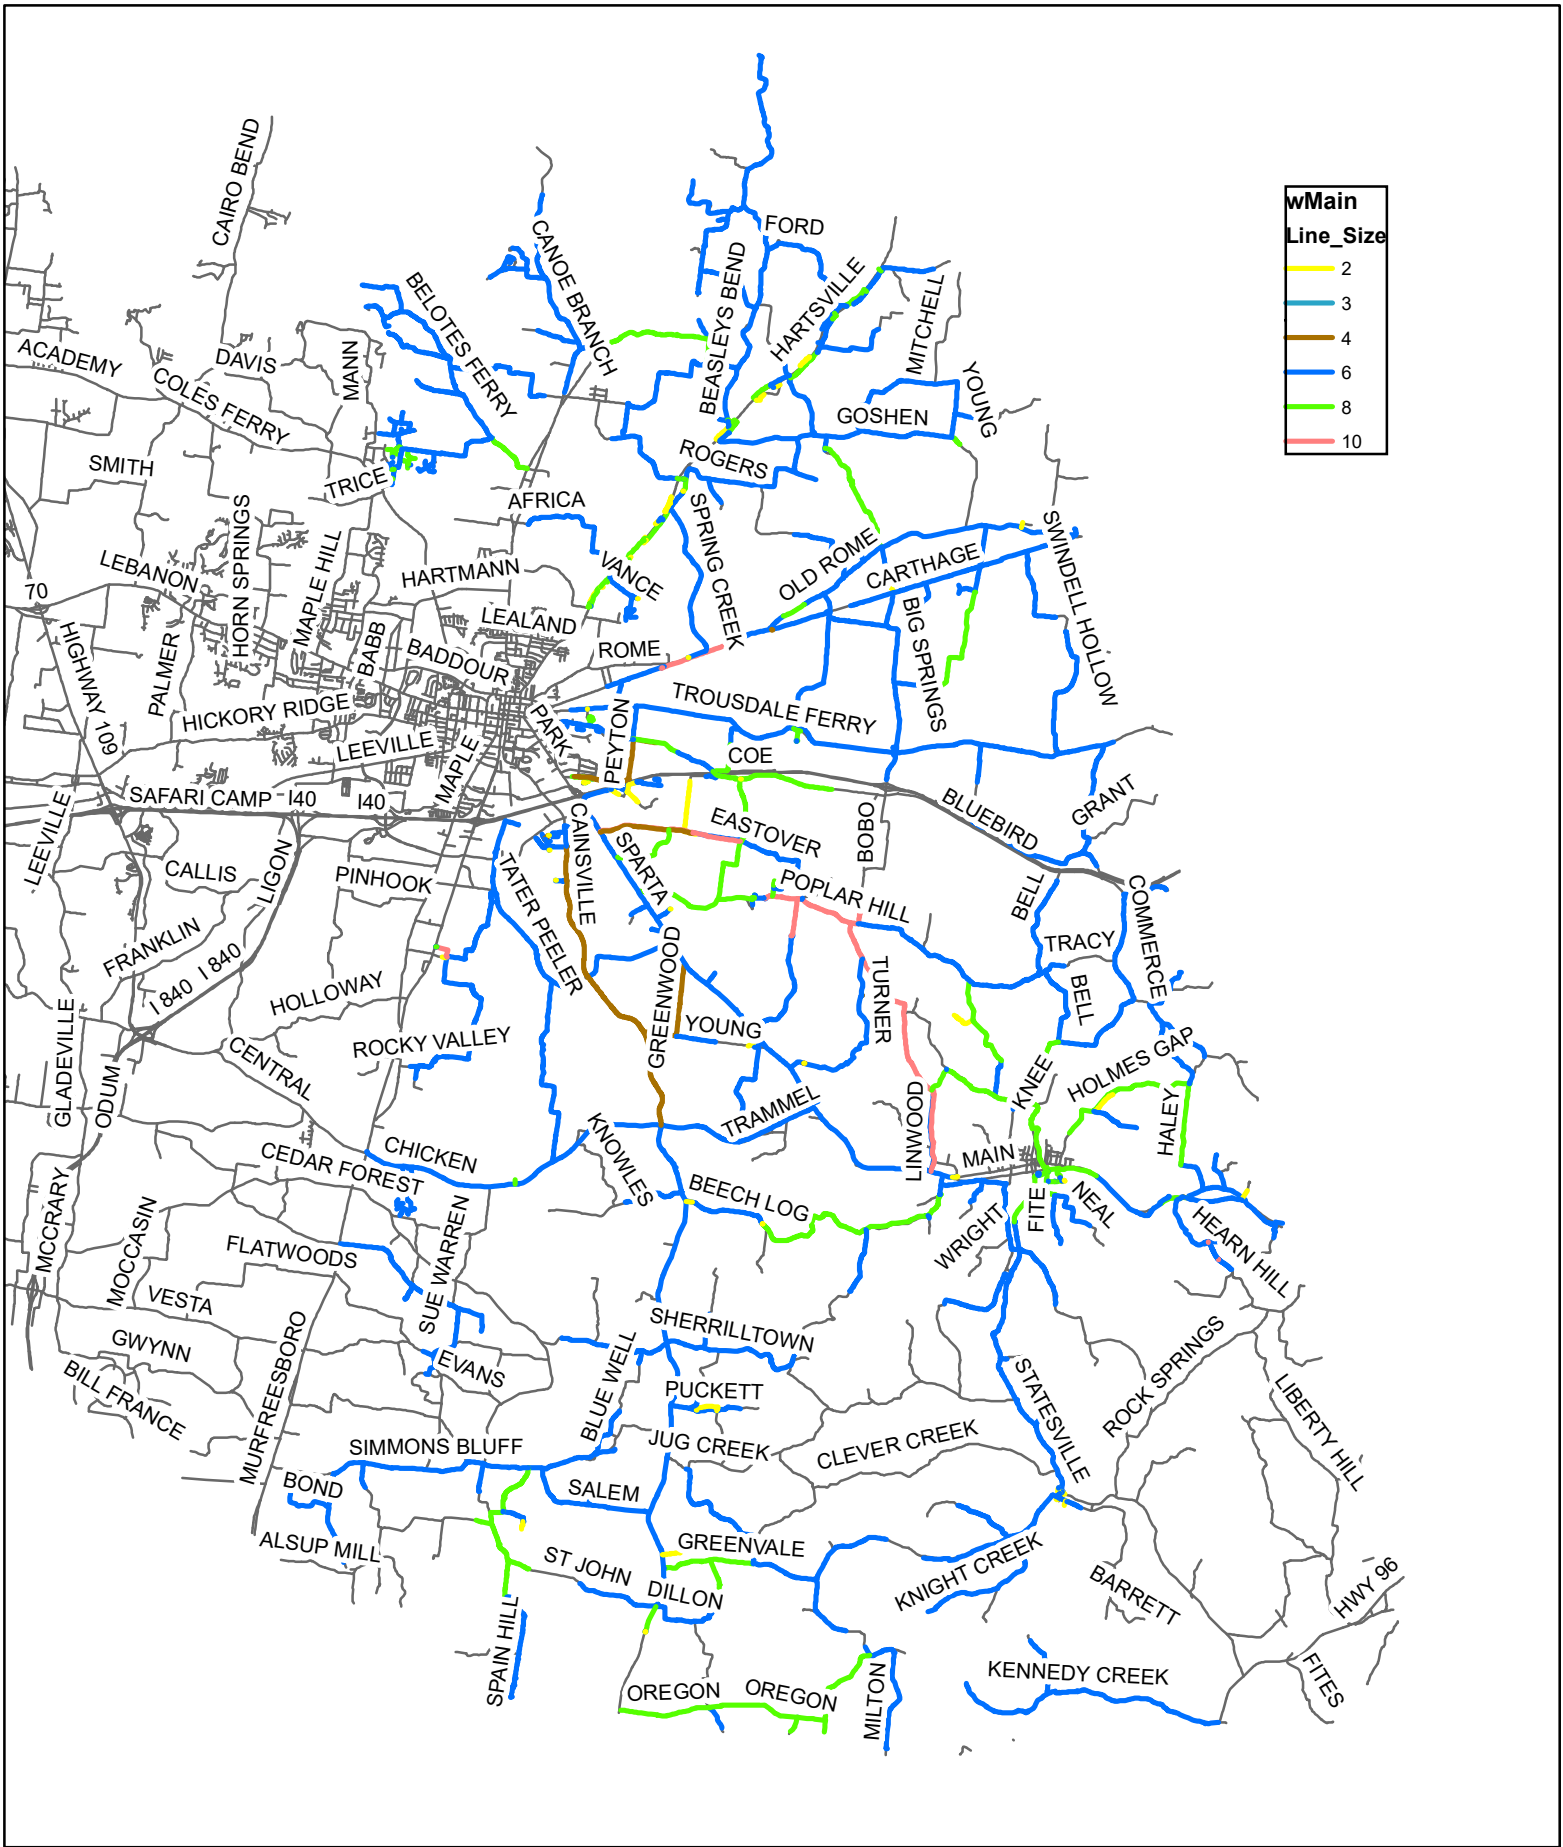 CAIRO BEND
wMain
Line_Size
2
3
4
6
8
10
FORD
CANOE BRANCH
BEASLEYS BEND
HARTSVILLE
MITCHELL
BELOTES FERRY
ACADEMY
DAVIS
MANN
COLES FERRY
YOUNG
GOSHEN
SMITH
TRICE
ROGERS
AFRICA
HORN SPRINGS
MAPLE HILL
SPRING CREEK
SWINDELL HOLLOW
OLD ROME
CARTHAGE
LEBANON
HARTMANN
VANCE
70
LEALAND
BIG SPRINGS
HIGHWAY 109
PALMER
BABB
BADDOUR
ROME
HICKORY RIDGE
PARK
PEYTON
TROUSDALE FERRY
LEEVILLE
MAPLE
COE
SAFARI CAMP
I40
I40
LEEVILLE
BLUEBIRD
GRANT
CAINSVILLE
SPARTA
EASTOVER
BOBO
CALLIS
LIGON
PINHOOK
TATER PEELER
POPLAR HILL
BELL
COMMERCE
FRANKLIN
I 840
I 840
GREENWOOD
TRACY
TURNER
BELL
HOLLOWAY
GLADEVILLE
ROCKY VALLEY
YOUNG
CENTRAL
ODUM
KNEE
HOLMES GAP
TRAMMEL
LINWOOD
HALEY
KNOWLES
CHICKEN
CEDAR FOREST
MAIN
BEECH LOG
MCCRARY
MOCCASIN
SUE WARREN
WRIGHT
FITE
NEAL
HEARN HILL
FLATWOODS
VESTA
GWYNN
BILL FRANCE
MURFREESBORO
EVANS
SHERRILLTOWN
BLUE WELL
PUCKETT
STATESVILLE
ROCK SPRINGS
LIBERTY HILL
SIMMONS BLUFF
JUG CREEK
CLEVER CREEK
BOND
SALEM
ALSUP MILL
GREENVALE
ST JOHN
DILLON
KNIGHT CREEK
BARRETT
HWY 96
SPAIN HILL
OREGON
OREGON
MILTON
KENNEDY CREEK
FITES